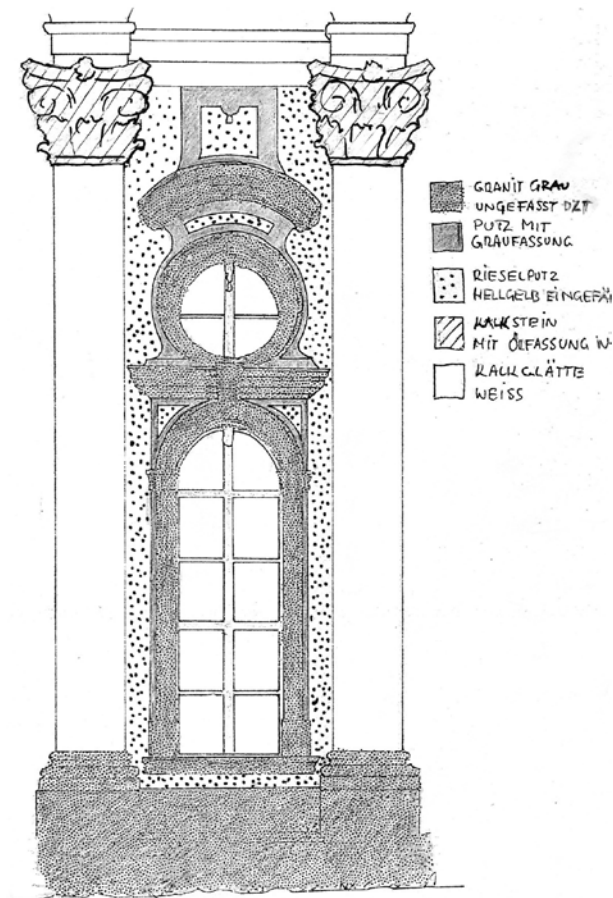 GRANIT GRAU
UNGEFASST DZT
PUTZ MIT
GRAUFASSUNG
RIESELPUTZ
HELLGELB EINGEFÄ
KALKSTEIN
MIT ÖLFASSUNG IN
KALKGLÄTTE
WEISS